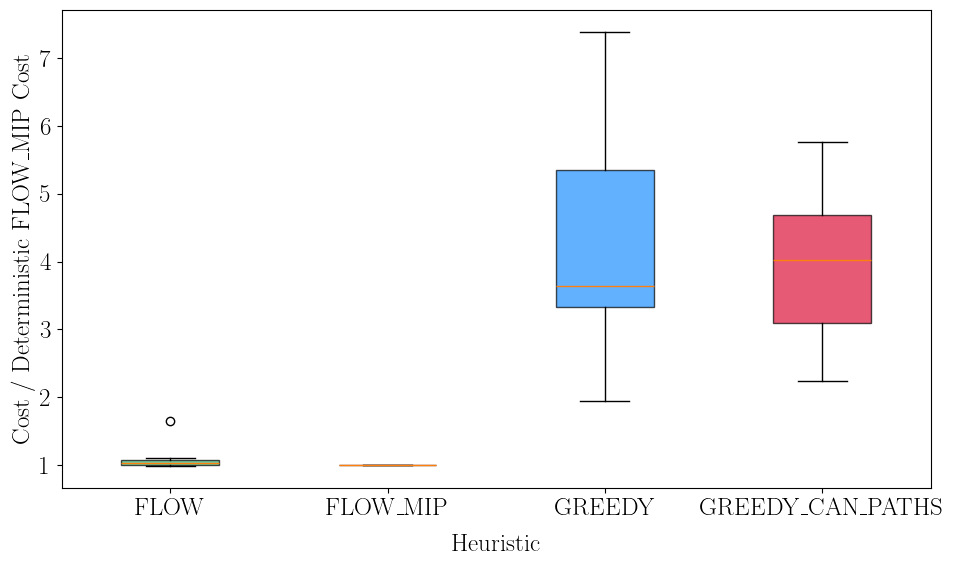 Cost / Deterministic FLOW_MIP Cost
7
6
5
4
3
2
1
FLOW
FLOW_MIP
GREEDY
GREEDY_CAN_PATHS
Heuristic